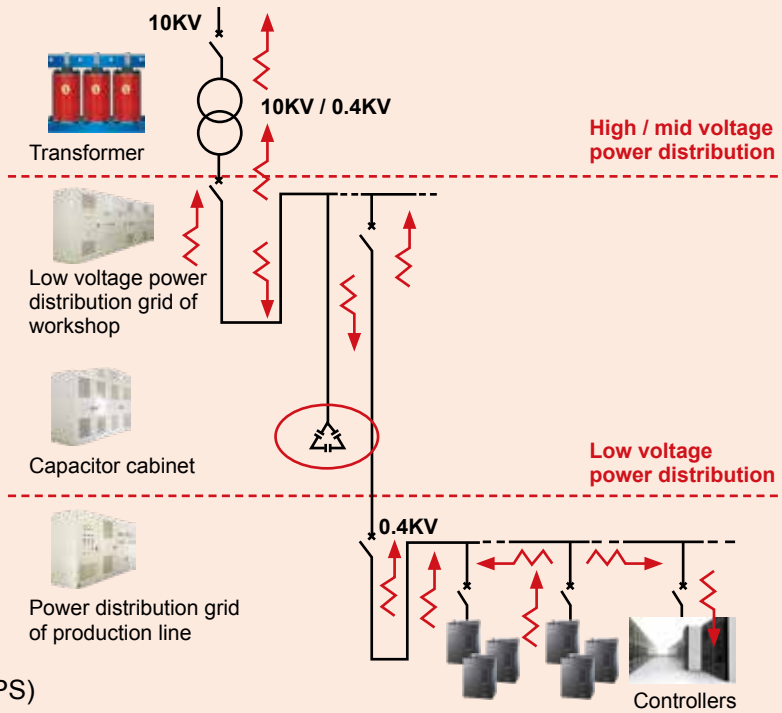 10KV
10KV / 0.4KV
Transformer
High / mid voltage
power distribution
Low voltage power
distribution grid of
workshop
Capacitor cabinet
Low voltage
power distribution
0.4KV
Power distribution grid
of production line
PS)
Controllers